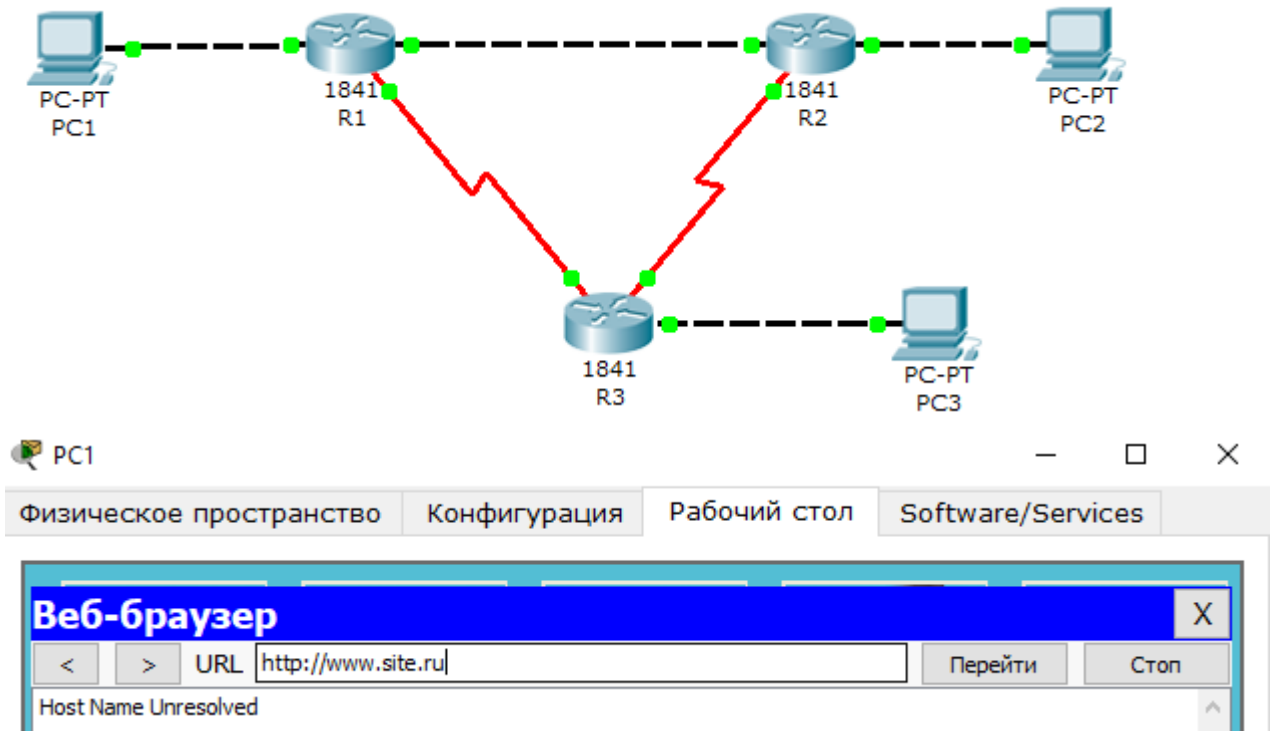 PC-PT
PC1
1841
R1
1841
R2
PC-PT
PC2
1841
R3
PC-PT
PC3
PC1
Физическое пространство Конфигурация Рабочий стол Software/Services
Веб-браузер X
< > URL http://www.site.ru Перейти Стоп
Host Name Unresolved